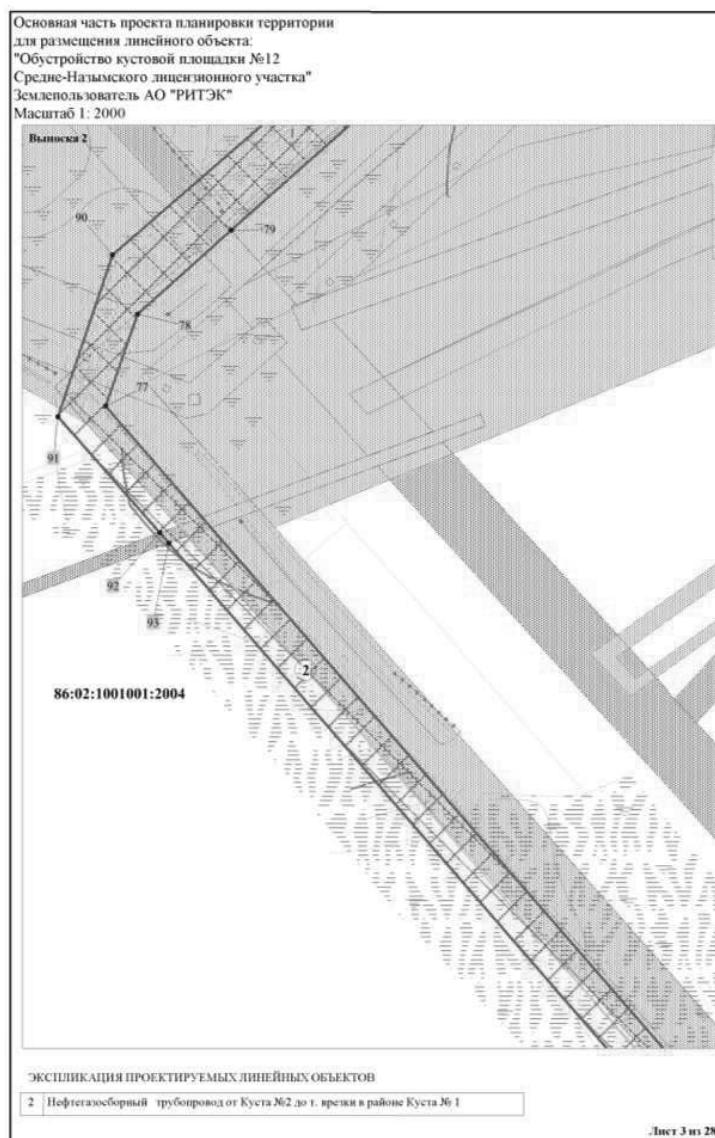 Основная часть проекта планировки территории
для размещения линейного объекта:
"Обустройство кустовой площадки №12
Средне-Назымского лицензионного участка"
Землепользователь АО "РИТЭК"
Масштаб 1: 2000
Выноска 2
1
90
79
78
77
91
92
93
2
86:02:1001001:2004
ЭКСПЛИКАЦИЯ ПРОЕКТИРУЕМЫХ ЛИНЕЙНЫХ ОБЪЕКТОВ
2 Нефтегазосборный трубопровод от Куста №2 до т. врезки в районе Куста № 1
Лист 3 из 28